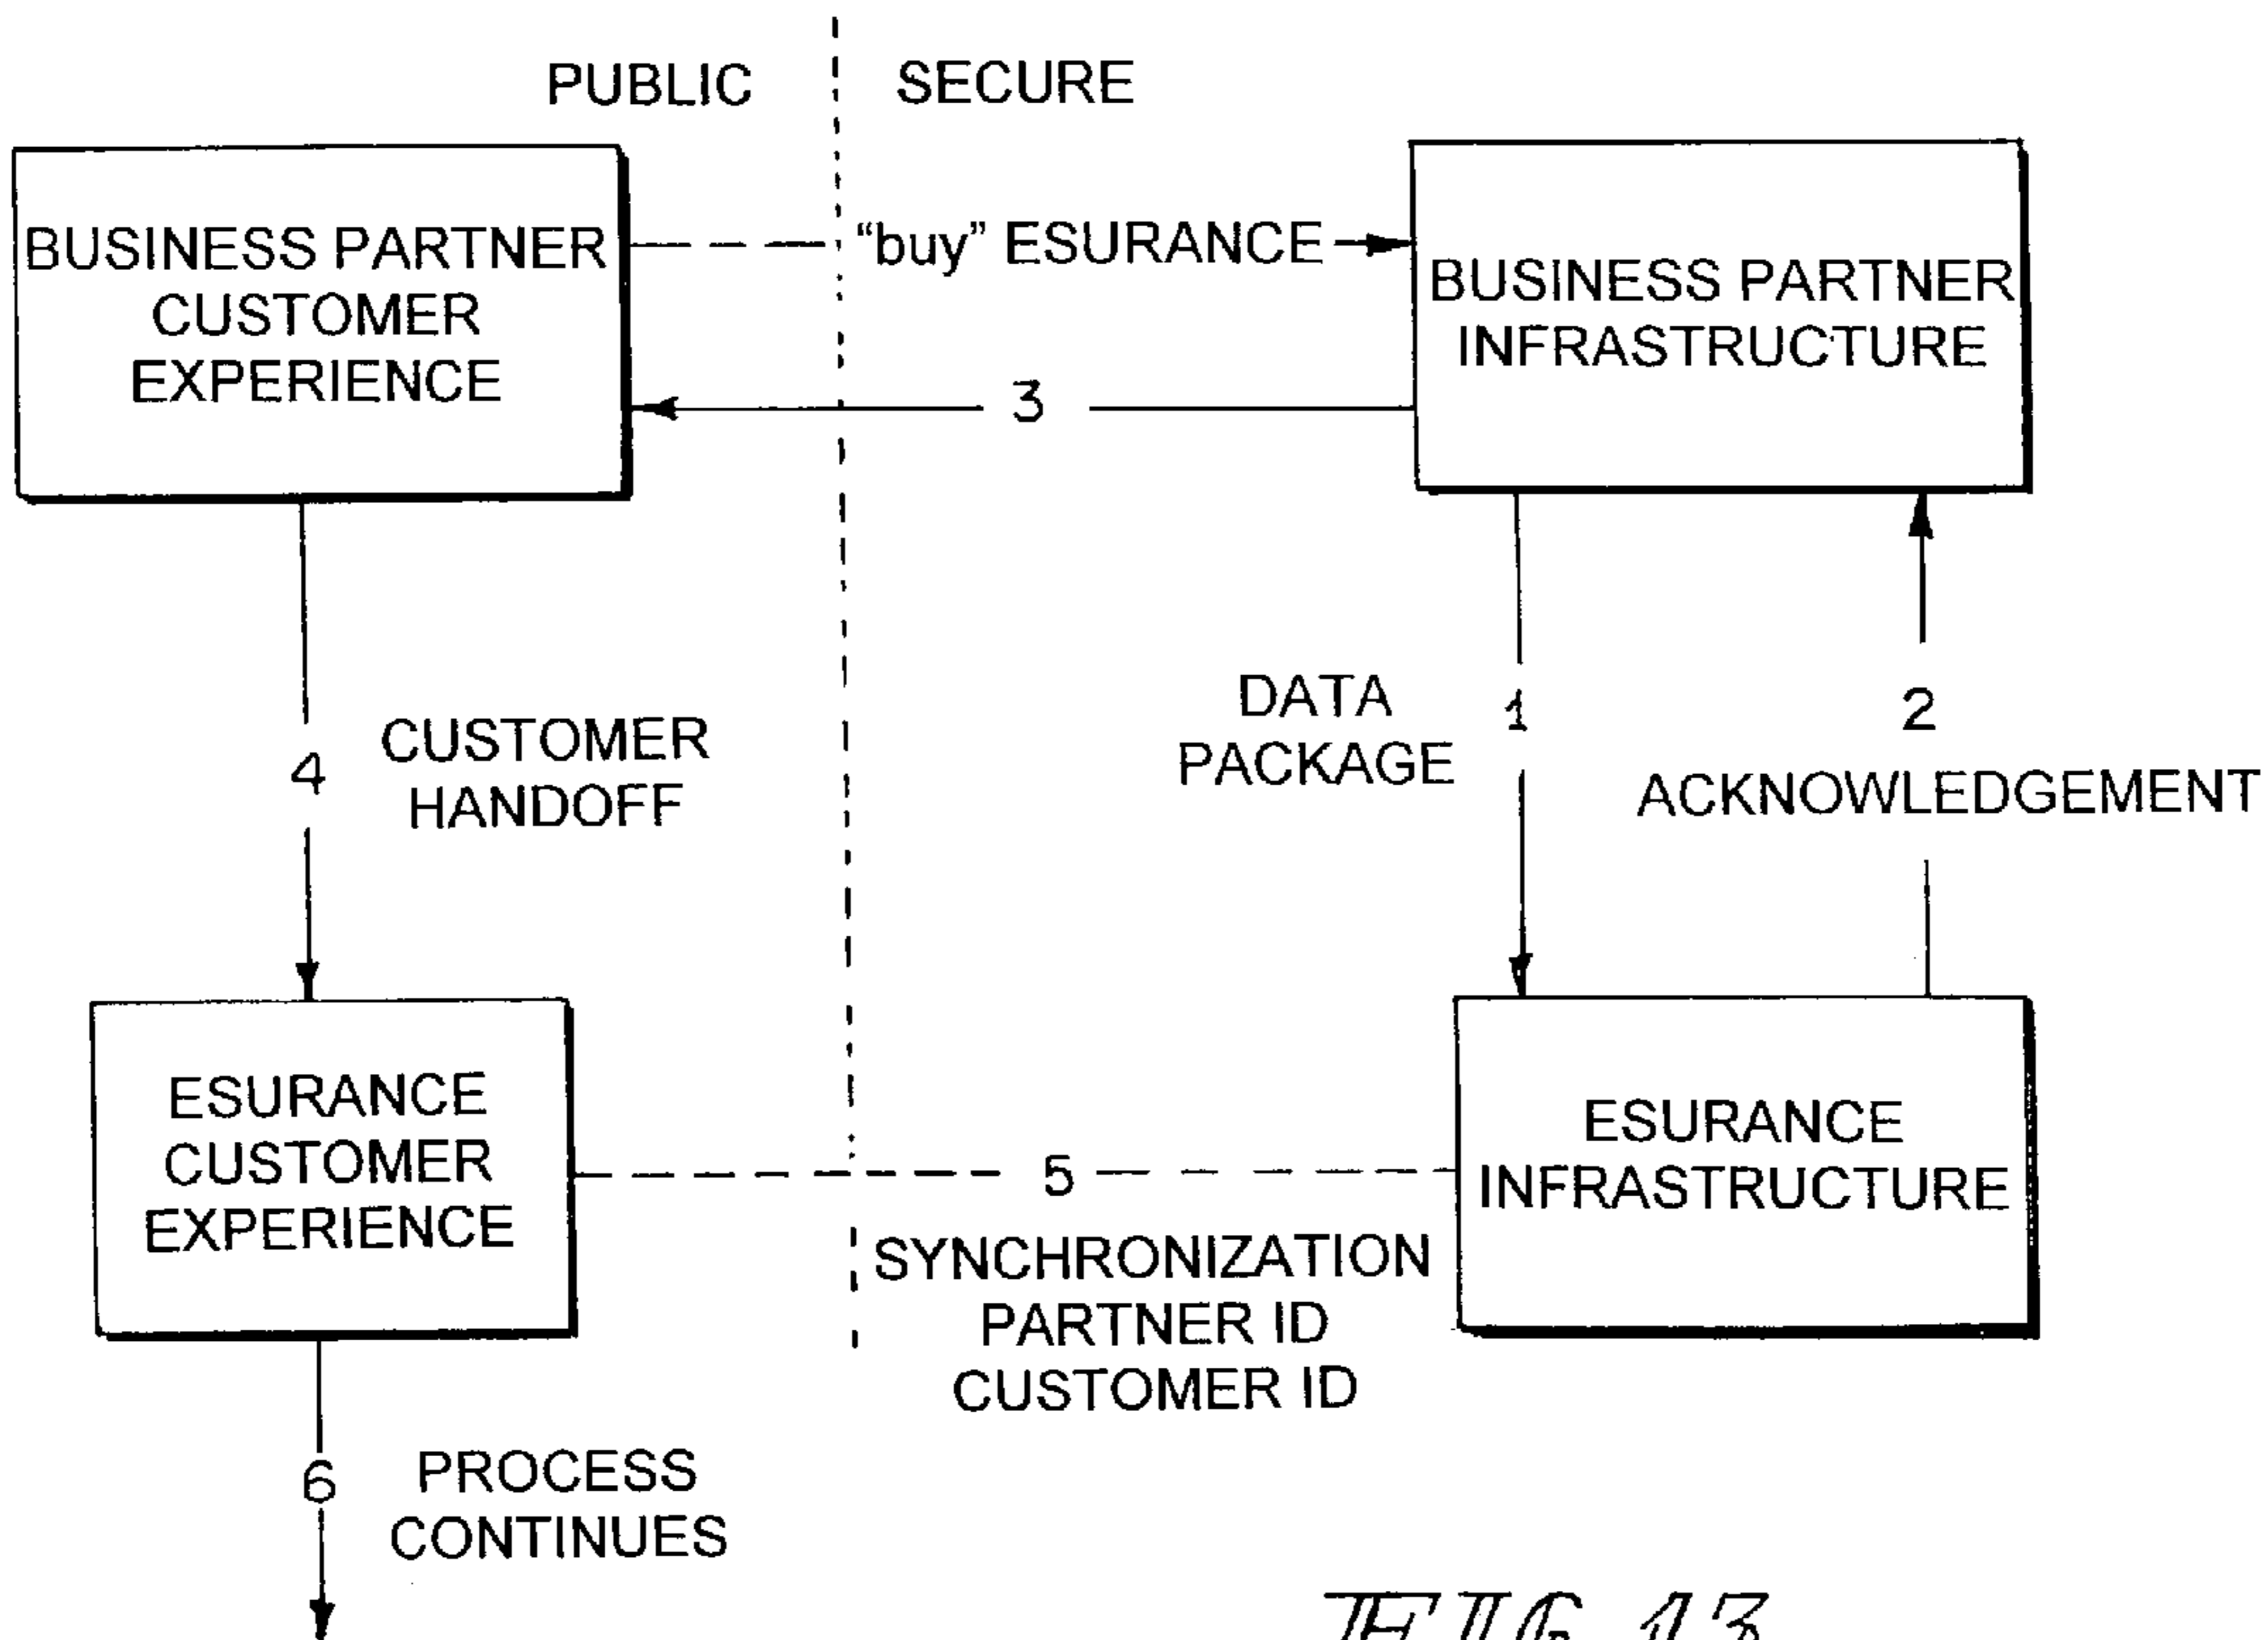 PUBLIC
SECURE
BUSINESS PARTNER
CUSTOMER
EXPERIENCE
“buy” ESURANCE
BUSINESS PARTNER
INFRASTRUCTURE
3
4
CUSTOMER
HANDOFF
DATA
PACKAGE
1
2
ACKNOWLEDGEMENT
ESURANCE
CUSTOMER
EXPERIENCE
5
SYNCHRONIZATION
PARTNER ID
CUSTOMER ID
ESURANCE
INFRASTRUCTURE
6
PROCESS
CONTINUES
FIG.13